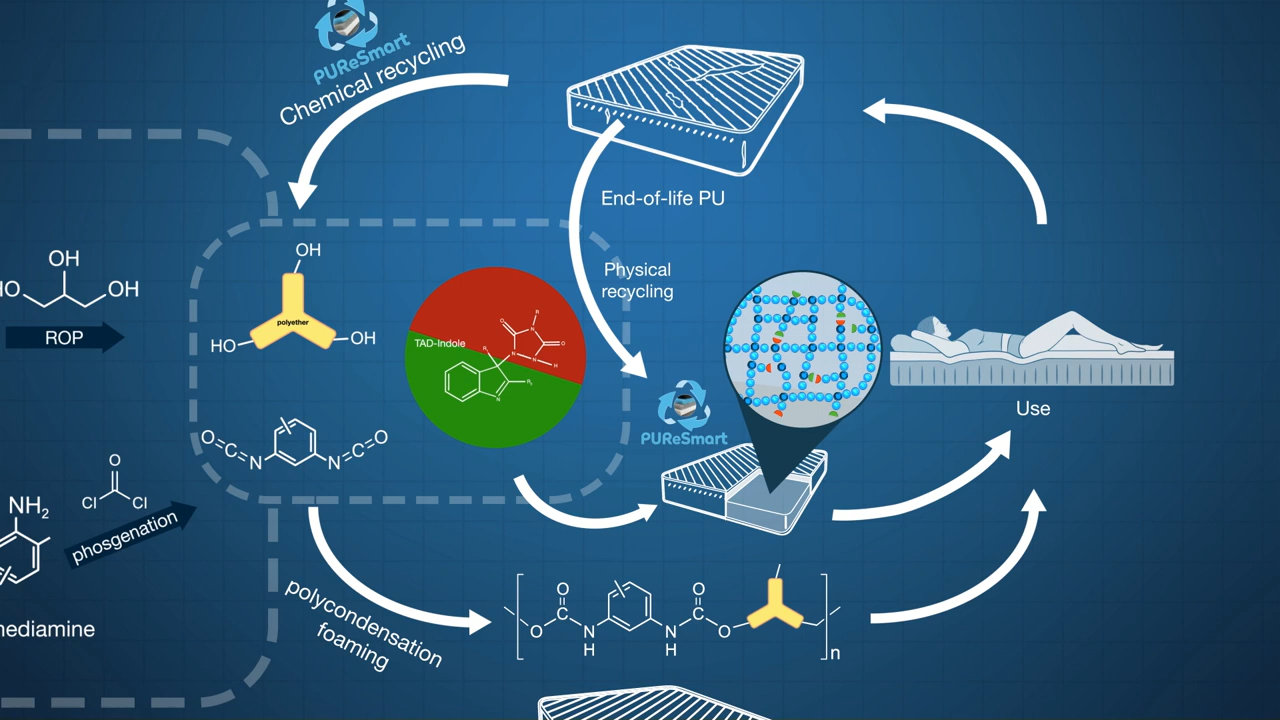 PUReSmart
Chemical recycling
End-of-life PU
Physical
recycling
OH
HO
OH
ROP
OH
polyether
HO
OH
TAD-Indole
R
O
N
O
N
N
H
R
R₁
N
O
C
N
N
C
O
PUReSmart
Use
NH₂
O
Cl
Cl
phosgenation
mediamine
polycondensation
foaming
O
C
O
N
H
N
H
O
C
O
n